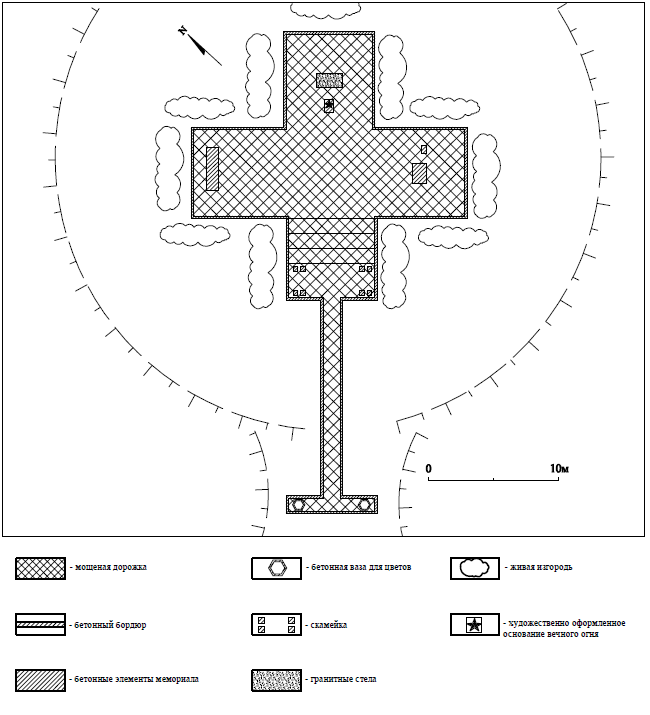 N
0 10м
- мощеная дорожка
- бетонная ваза для цветов
- живая изгородь
- бетонный бордюр
- скамейка
- художественно оформленное
основание вечного огня
- бетонные элементы мемориала
- гранитные стела